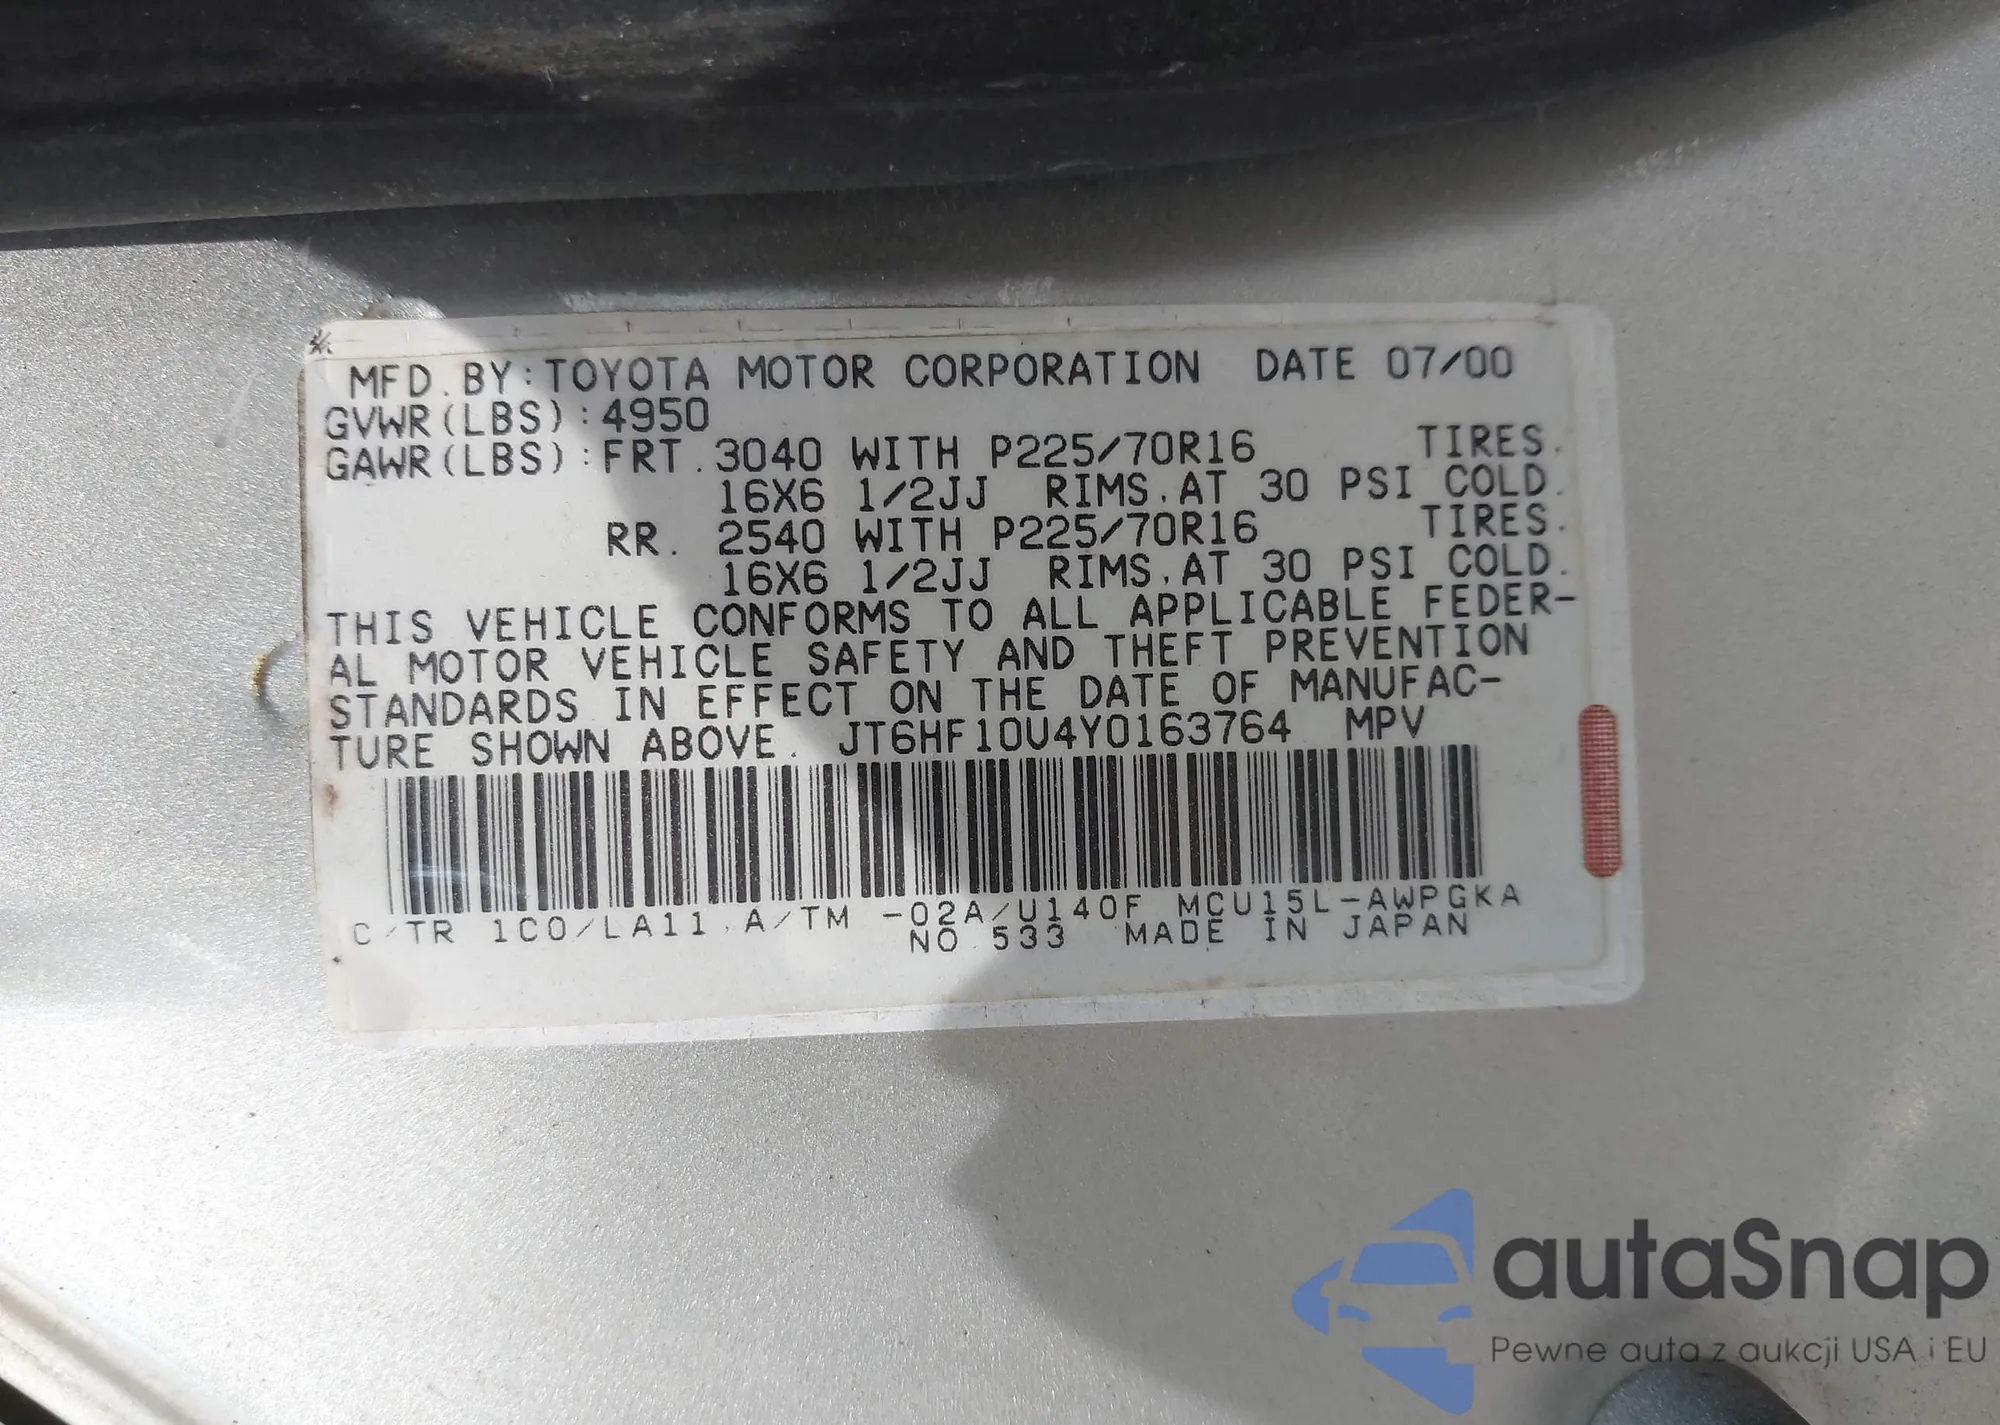 MFD.BY:TOYOTA MOTOR CORPORATION DATE 07/00
GVWR(LBS):4950
GAWR(LBS):FRT.3040 WITH P225/70R16 TIRES.
16X6 1/2JJ RIMS.AT 30 PSI COLD.
RR. 2540 WITH P225/70R16 TIRES.
16X6 1/2JJ RIMS.AT 30 PSI COLD.
THIS VEHICLE CONFORMS TO ALL APPLICABLE FEDER-
AL MOTOR VEHICLE SAFETY AND THEFT PREVENTION
STANDARDS IN EFFECT ON THE DATE OF MANUFAC-
TURE SHOWN ABOVE. JT6HF10U4Y0163764 MPV
C/TR 1C0/LA11.A/TM -02A/U140F MCU15L-AWPGKA
NO.533 MADE IN JAPAN
autaSnap
Pewne auta z aukcji USA i EU